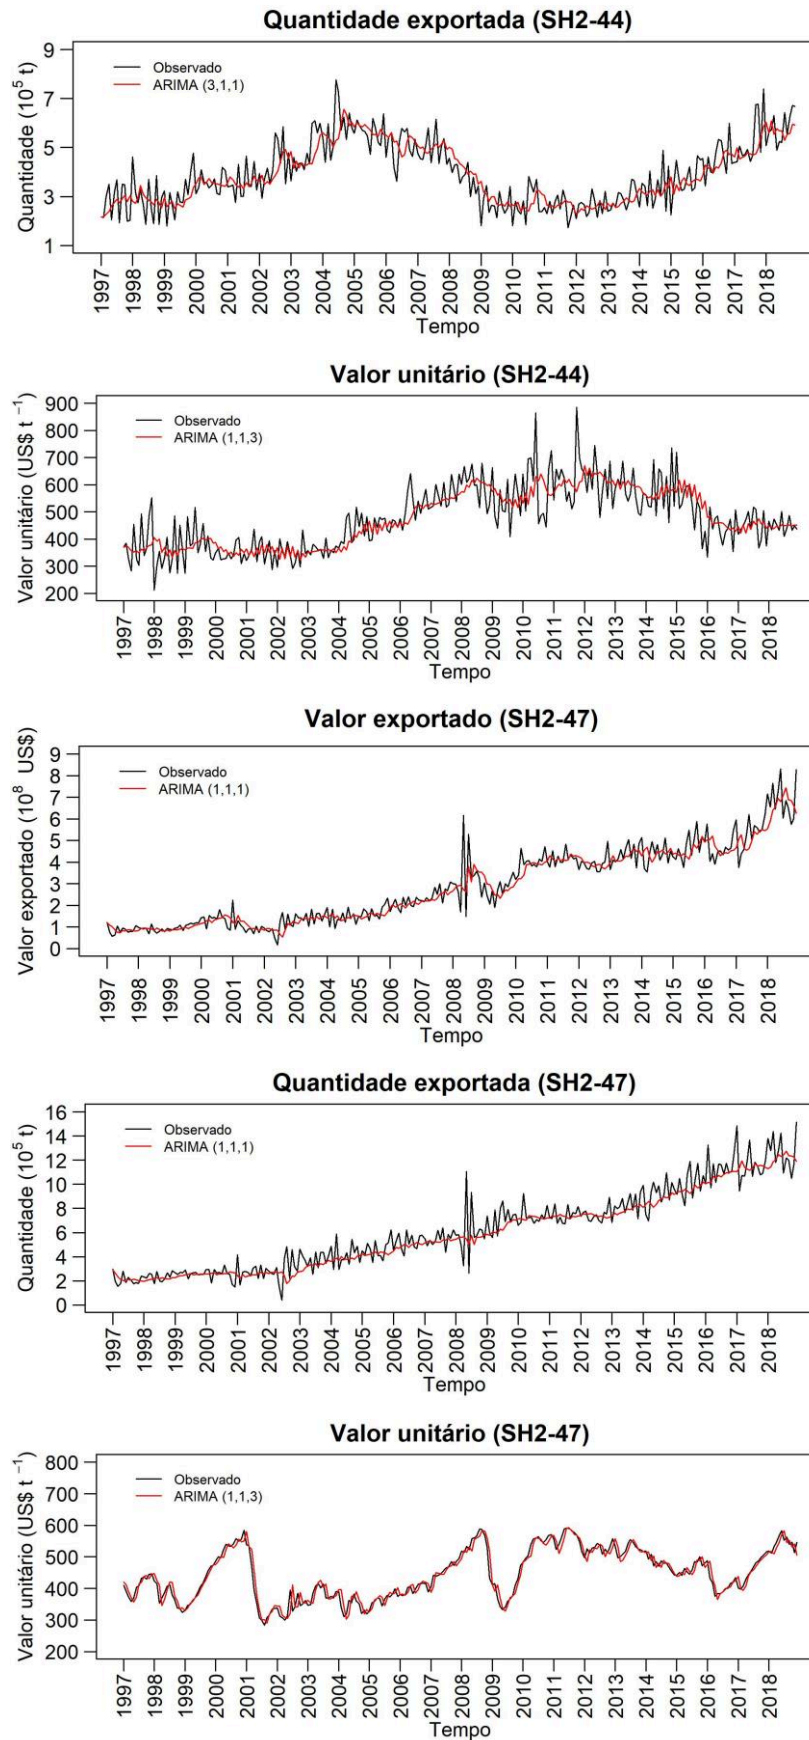 Quantidade exportada (SH2-44)
Quantidade (10⁵ t)
9
7
5
3
1
Observado
ARIMA (3,1,1)
1997 1998 1999 2000 2001 2002 2003 2004 2005 2006 2007 2008 2009 2010 2011 2012 2013 2014 2015 2016 2017 2018
Tempo
Valor unitário (SH2-44)
Valor unitário (US$ t ⁻¹)
900
800
700
600
500
400
300
200
Observado
ARIMA (1,1,3)
1997 1998 1999 2000 2001 2002 2003 2004 2005 2006 2007 2008 2009 2010 2011 2012 2013 2014 2015 2016 2017 2018
Tempo
Valor exportado (SH2-47)
Valor exportado (10⁸ US$)
9
8
7
6
5
4
3
2
1
0
Observado
ARIMA (1,1,1)
1997 1998 1999 2000 2001 2002 2003 2004 2005 2006 2007 2008 2009 2010 2011 2012 2013 2014 2015 2016 2017 2018
Tempo
Quantidade exportada (SH2-47)
Quantidade (10⁵ t)
16
14
12
10
8
6
4
2
0
Observado
ARIMA (1,1,1)
1997 1998 1999 2000 2001 2002 2003 2004 2005 2006 2007 2008 2009 2010 2011 2012 2013 2014 2015 2016 2017 2018
Tempo
Valor unitário (SH2-47)
Valor unitário (US$ t ⁻¹)
800
700
600
500
400
300
200
Observado
ARIMA (1,1,3)
1997 1998 1999 2000 2001 2002 2003 2004 2005 2006 2007 2008 2009 2010 2011 2012 2013 2014 2015 2016 2017 2018
Tempo